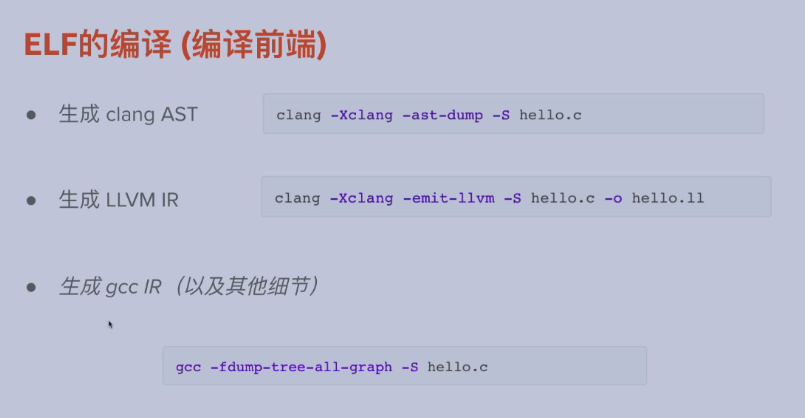 ELF的编译 (编译前端)
生成 clang AST
clang -Xclang -ast-dump -S hello.c
生成 LLVM IR
clang -Xclang -emit-llvm -S hello.c -o hello.ll
生成 gcc IR（以及其他细节）
gcc -fdump-tree-all-graph -S hello.c